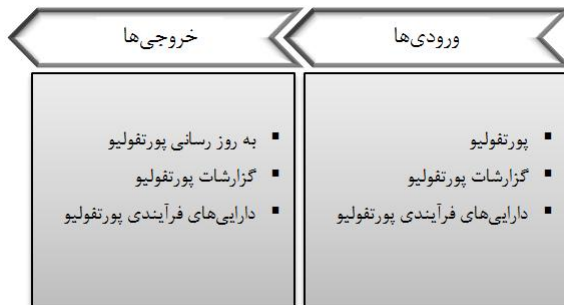 ورودی‌ها
پورتفولیو
گزارشات پورتفولیو
دارایی‌های فرآیندی پورتفولیو
خروجی‌ها
به روز رسانی پورتفولیو
گزارشات پورتفولیو
دارایی‌های فرآیندی پورتفولیو